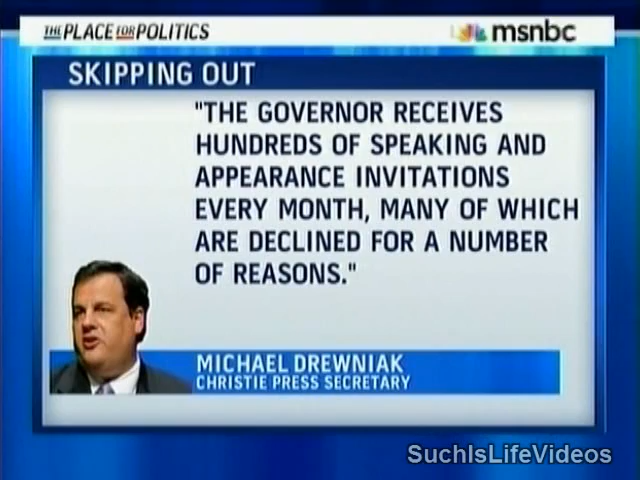 THE PLACE FOR POLITICS
msnbc
SKIPPING OUT
"THE GOVERNOR RECEIVES
HUNDREDS OF SPEAKING AND
APPEARANCE INVITATIONS
EVERY MONTH, MANY OF WHICH
ARE DECLINED FOR A NUMBER
OF REASONS."
MICHAEL DREWNIAK
CHRISTIE PRESS SECRETARY
SuchIsLifeVideos